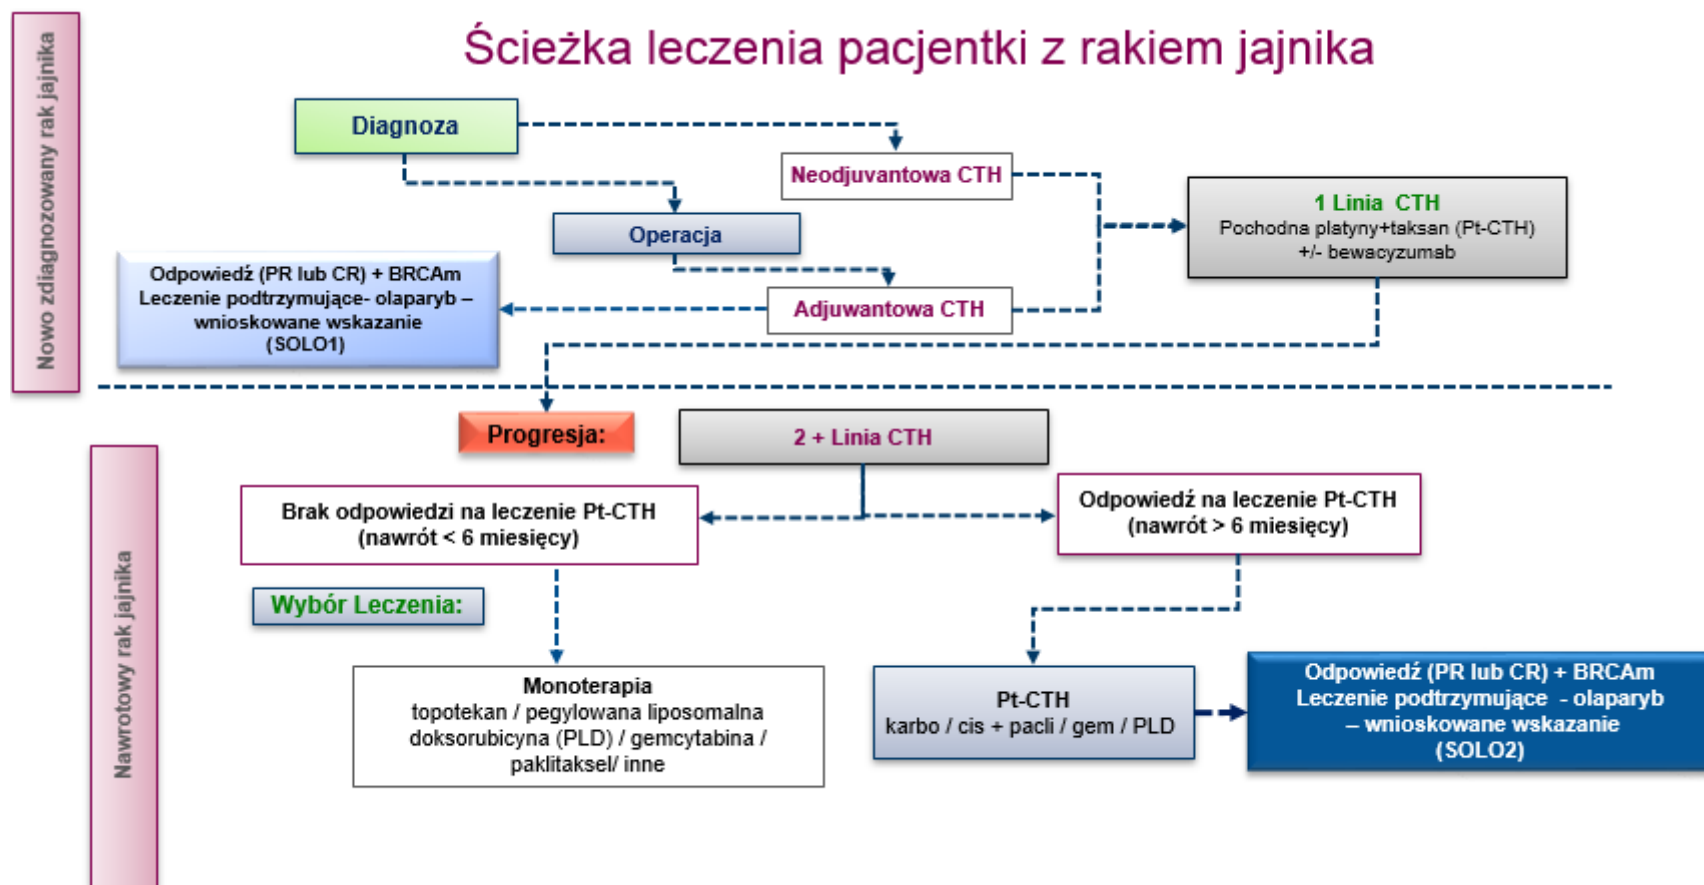 Ścieżka leczenia pacjentki z rakiem jajnika
Nowo zdiagnozowany rak jajnika
Diagnoza
Neodjuvantowa CTH
Operacja
Adjuwantowa CTH
1 Linia CTH
Pochodna platyny+taksan (Pt-CTH)
+/- bewacyzumab
Odpowiedź (PR lub CR) + BRCAm
Leczenie podtrzymujące- olaparyb –
wnioskowane wskazanie
(SOLO1)
Nawrotowy rak jajnika
Progresja:
2 + Linia CTH
Brak odpowiedzi na leczenie Pt-CTH
(nawrót < 6 miesięcy)
Odpowiedź na leczenie Pt-CTH
(nawrót > 6 miesięcy)
Wybór Leczenia:
Monoterapia
topotekan / pegylowana liposomalna
doksorubicyna (PLD) / gemcytabina /
paklitaksel/ inne
Pt-CTH
karbo / cis + pacli / gem / PLD
Odpowiedź (PR lub CR) + BRCAm
Leczenie podtrzymujące - olaparyb
– wnioskowane wskazanie
(SOLO2)